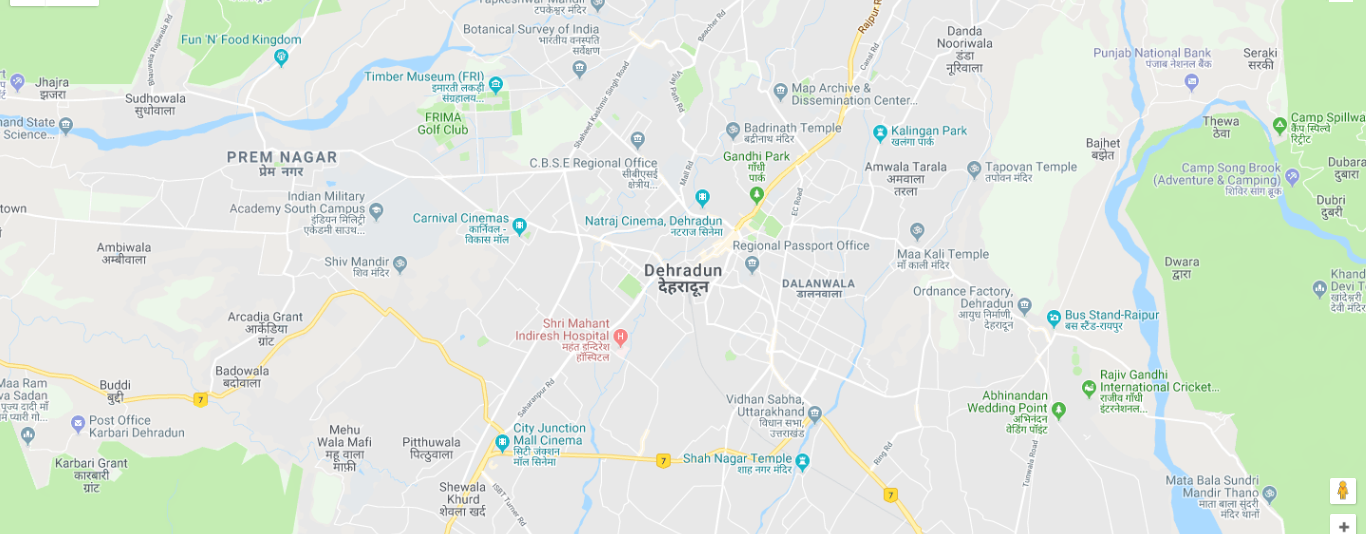 टपकेश्वर मंदिर
Botanical Survey of India
भारतीय वनस्पति
सर्वेक्षण
Fun 'N' Food Kingdom
Timber Museum (FRI)
इमारती लकड़ी
संग्रहालय...
FRIMA
Golf Club
Jhajra
झजरा
Sudhowala
सुधोवाला
Science...
PREM NAGAR
प्रेम नगर
Indian Military
Academy South Campus
इंडियन मिलिट्री
एकेडमी साउथ...
Carnival Cinemas
कार्निवल -
विकास मॉल
C.B.S.E Regional Office
सीबीएसई
क्षेत्रीय...
Shaheed Kashmir Singh Road
Bhauwala Rajawala Rd
Beacher Rd
Mall Rd
Rajpur R
Canal Rd
EC Road
Map Archive &
Dissemination Center...
Badrinath Temple
बद्रीनाथ मंदिर
Gandhi Park
गाँधी
पार्क
Natraj Cinema, Dehradun
नटराज सिनेमा
Kalingan Park
खलंगा पार्क
Danda
Nooriwala
डंडा
नूरिवाला
Punjab National Bank
पंजाब नेशनल बैंक
Seraki
सरकी
Thewa
ठेवा
Camp Spillwa
कैंप स्पिल्वे
रिट्रीट
Bajhet
बझेत
Amwala Tarala
अमवाला
तरला
Tapovan Temple
तपोवन मंदिर
Camp Song Brook
(Adventure & Camping)
शिविर सांग ब्रूक
Dubara
दुबारा
Dubri
दुबरी
town
Ambiwala
अम्बीवाला
Shiv Mandir
शिव मंदिर
Dehradun
देहरादून
Regional Passport Office
DALANWALA
डालनवाला
Maa Kali Temple
माँ काली मंदिर
Dwara
द्वारा
Khand
Devi T
खांदेश्वरी
देवी मंदिर
Ordnance Factory,
Dehradun
आयुध निर्माणी,
देहरादून
Bus Stand-Raipur
बस स्टैंड-रायपुर
Arcadia Grant
आर्केडिया
ग्रांट
Shri Mahant
Indiresh Hospital
महंत इन्दिरेश
हॉस्पिटल
H
Badowala
बदोवाला
7
Buddi
बुद्दी
Maa Ram
va Sadan
पूज्य दादी माँ
Post Office
Karbari Dehradun
Karbari Grant
कारबारी
ग्रांट
Mehu
Wala Mafi
महू वाला
माफ़ी
Pitthuwala
पित्ठुवाला
Saharanpur Rd
City Junction
Mall Cinema
सिटी जंक्शन
मॉल सिनेमा
Shewala
Khurd
शेवला खर्द
ISBT Turner Rd
7
Vidhan Sabha,
Uttarakhand
विधान सभा,
उत्तराखंड
Shah Nagar Temple
शाह नगर मंदिर
Ring Rd
7
Abhinandan
Wedding Point
अभिनंदन
वेडिंग पॉइंट
Rajiv Gandhi
International Cricket...
राजीव गाँधी
इंटरनेशनल...
Tunwala Road
Mata Bala Sundri
Mandir Thano
माता बाला सुंदरी
मंदिर थानों